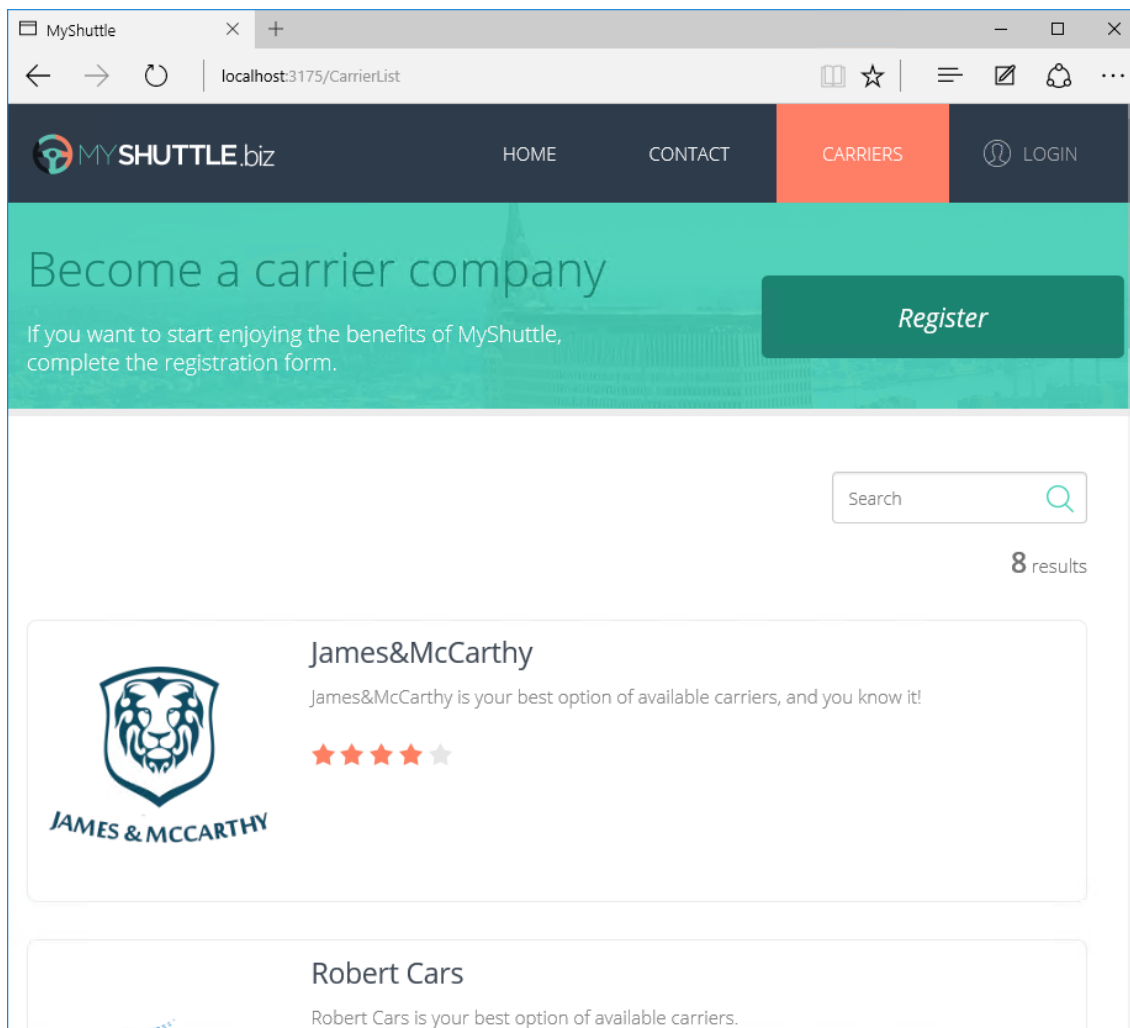 MyShuttle
localhost:3175/CarrierList
MYSHUTTLE.biz
HOME
CONTACT
CARRIERS
LOGIN
Become a carrier company
If you want to start enjoying the benefits of MyShuttle,
complete the registration form.
Register
Search
8 results
James&McCarthy
James&McCarthy is your best option of available carriers, and you know it!
JAMES & MCCARTHY
Robert Cars
Robert Cars is your best option of available carriers.